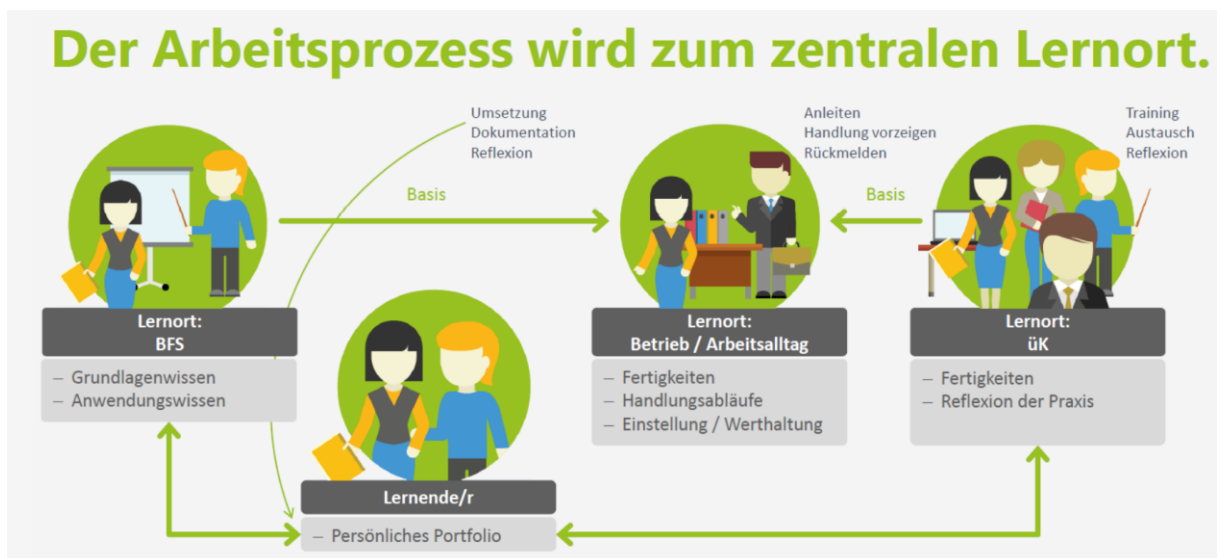 Der Arbeitsprozess wird zum zentralen Lernort.
Umsetzung
Dokumentation
Reflexion
Anleiten
Handlung vorzeigen
Rückmelden
Training
Austausch
Reflexion
Basis
Basis
Lernort:
BFS
– Grundlagenwissen
– Anwendungswissen
Lernort:
Betrieb / Arbeitsalltag
– Fertigkeiten
– Handlungsabläufe
– Einstellung / Werthaltung
Lernort:
üK
– Fertigkeiten
– Reflexion der Praxis
Lernende/r
– Persönliches Portfolio